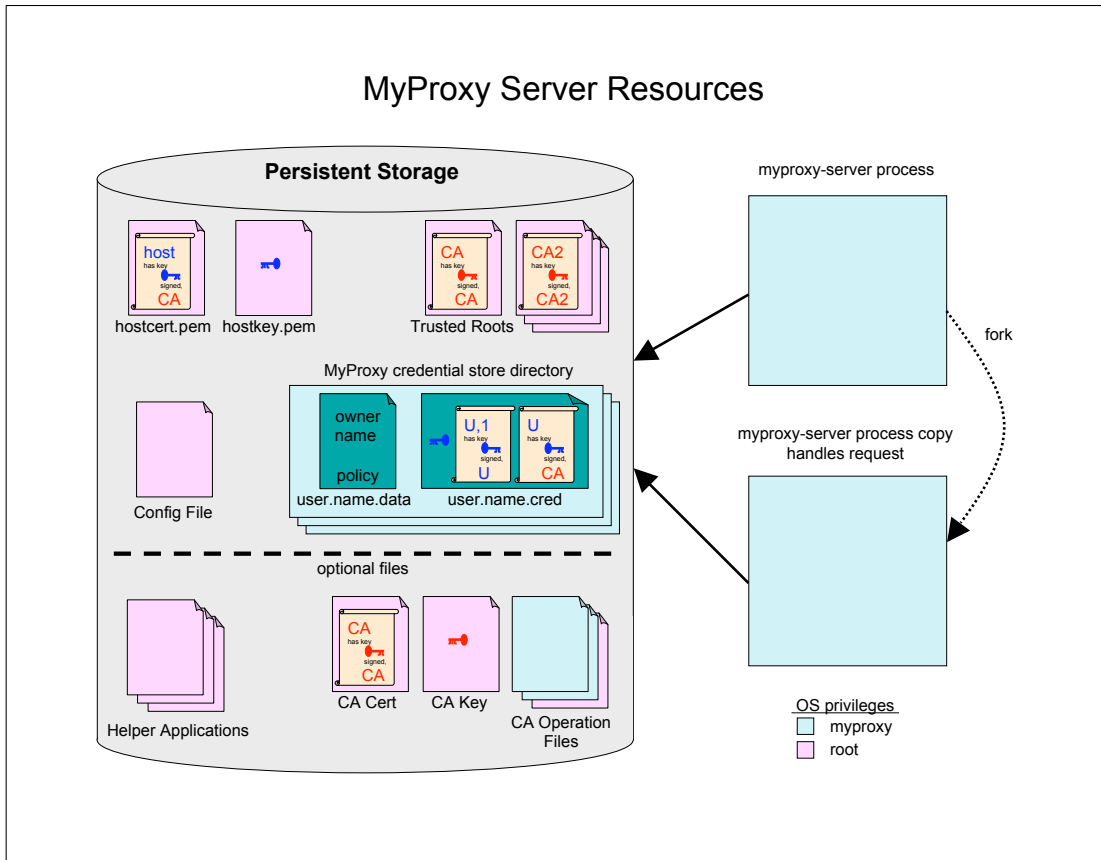 MyProxy Server Resources
Persistent Storage
myproxy-server process
host
has key
signed,
CA
hostcert.pem
hostkey.pem
CA
has key
signed,
CA
Trusted Roots
CA2
has key
signed,
CA2
fork
MyProxy credential store directory
owner
name
policy
user.name.data
U,1
has key
signed,
U
U
has key
signed,
CA
user.name.cred
Config File
myproxy-server process copy
handles request
optional files
Helper Applications
CA
has key
signed,
CA
CA Cert
CA Key
CA Operation
Files
OS privileges
myproxy
root